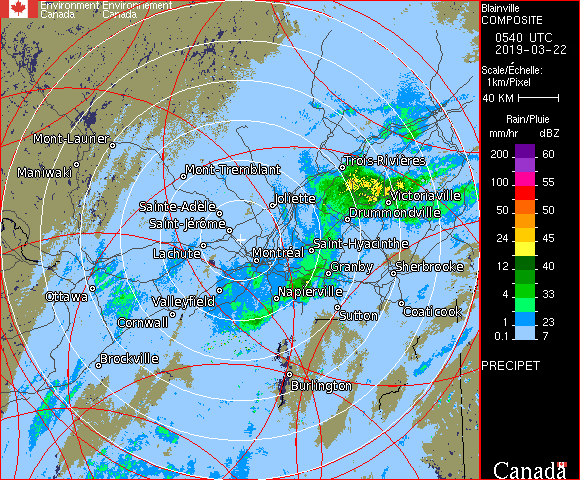 Environment Environnement
Canada Canada
Blainville
COMPOSITE
0540 UTC
2019-03-22
Scale/Échelle:
1km/Pixel
40 KM
Rain/Pluie
mm/hr dBZ
200 60
100 55
50 50
24 45
12 40
4 33
1 23
0.1 7
PRECIPET
Mont-Laurier
Maniwaki
Mont-Tremblant
Trois-Rivières
Joliette
Victoriaville
Sainte-Adèle
Drummondville
Saint-Jérôme
Lachute
Montréal
Saint-Hyacinthe
Granby
Sherbrooke
Ottawa
Valleyfield
Napierville
Cornwall
Sutton
Coaticook
Brockville
Burlington
Canada